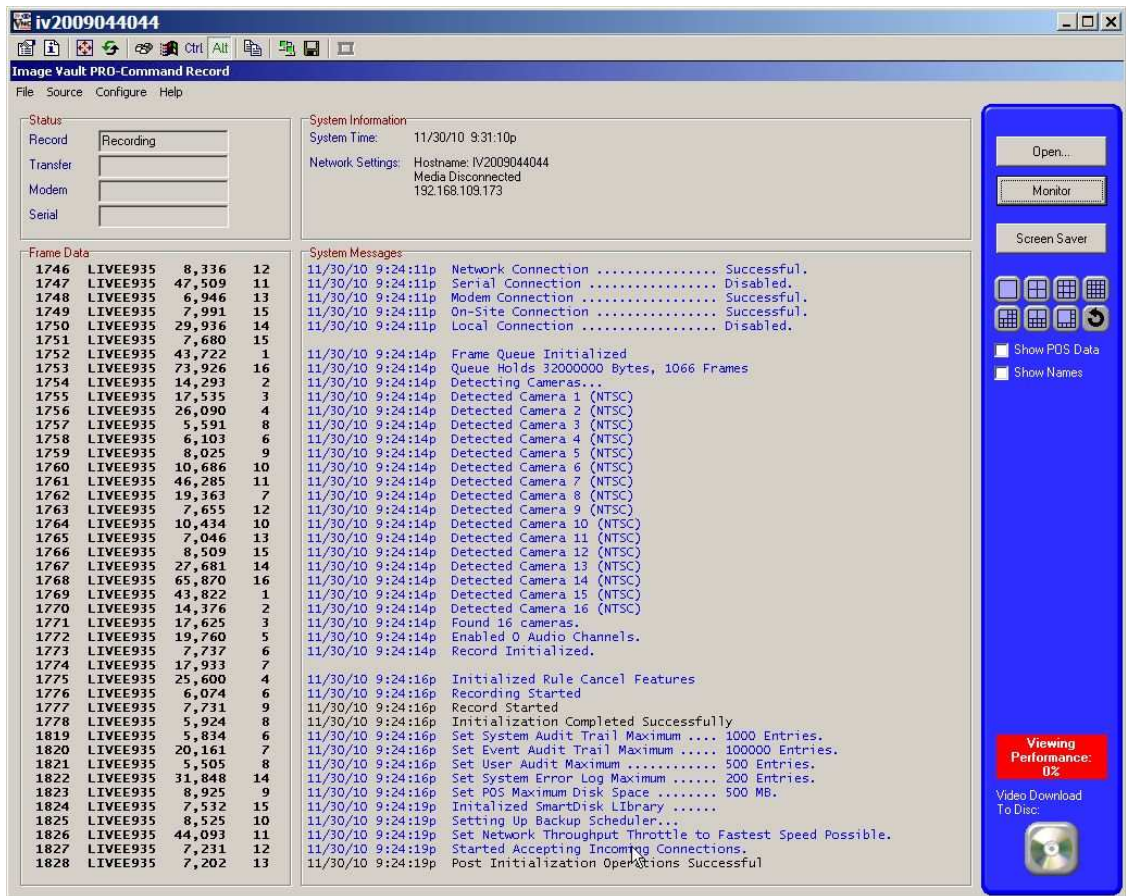 iv2009044044
Ctrl Alt
Image Vault PRO-Command Record
File Source Configure Help
Status
Record Recording
Transfer
Modem
Serial
System Information
System Time: 11/30/10 9:31:10p
Network Settings: Hostname: IV2009044044
Media Disconnected
192.168.109.173
Frame Data
1746 LIVEE935 8,336 12
1747 LIVEE935 47,509 11
1748 LIVEE935 6,946 13
1749 LIVEE935 7,991 15
1750 LIVEE935 29,936 14
1751 LIVEE935 7,680 15
1752 LIVEE935 43,722 1
1753 LIVEE935 73,926 16
1754 LIVEE935 14,293 2
1755 LIVEE935 17,535 3
1756 LIVEE935 26,090 4
1757 LIVEE935 5,591 8
1758 LIVEE935 6,103 6
1759 LIVEE935 8,025 9
1760 LIVEE935 10,686 10
1761 LIVEE935 46,285 11
1762 LIVEE935 19,363 7
1763 LIVEE935 7,655 12
1764 LIVEE935 10,434 10
1765 LIVEE935 7,046 13
1766 LIVEE935 8,509 15
1767 LIVEE935 27,681 14
1768 LIVEE935 65,870 16
1769 LIVEE935 43,822 1
1770 LIVEE935 14,376 2
1771 LIVEE935 17,625 3
1772 LIVEE935 19,760 5
1773 LIVEE935 7,737 6
1774 LIVEE935 17,933 7
1775 LIVEE935 25,600 4
1776 LIVEE935 6,074 6
1777 LIVEE935 7,731 9
1778 LIVEE935 5,924 8
1819 LIVEE935 5,834 6
1820 LIVEE935 20,161 7
1821 LIVEE935 5,505 8
1822 LIVEE935 31,848 14
1823 LIVEE935 8,925 9
1824 LIVEE935 7,532 15
1825 LIVEE935 8,525 10
1826 LIVEE935 44,093 11
1827 LIVEE935 7,231 12
1828 LIVEE935 7,202 13
System Messages
11/30/10 9:24:11p Network Connection ................ Successful.
11/30/10 9:24:11p Serial Connection ................. Disabled.
11/30/10 9:24:11p Modem Connection .................. Successful.
11/30/10 9:24:11p On-Site Connection ................ Successful.
11/30/10 9:24:11p Local Connection .................. Disabled.
11/30/10 9:24:14p Frame Queue Initialized
11/30/10 9:24:14p Queue Holds 32000000 Bytes, 1066 Frames
11/30/10 9:24:14p Detecting Cameras...
11/30/10 9:24:14p Detected Camera 1 (NTSC)
11/30/10 9:24:14p Detected Camera 2 (NTSC)
11/30/10 9:24:14p Detected Camera 3 (NTSC)
11/30/10 9:24:14p Detected Camera 4 (NTSC)
11/30/10 9:24:14p Detected Camera 5 (NTSC)
11/30/10 9:24:14p Detected Camera 6 (NTSC)
11/30/10 9:24:14p Detected Camera 7 (NTSC)
11/30/10 9:24:14p Detected Camera 8 (NTSC)
11/30/10 9:24:14p Detected Camera 9 (NTSC)
11/30/10 9:24:14p Detected Camera 10 (NTSC)
11/30/10 9:24:14p Detected Camera 11 (NTSC)
11/30/10 9:24:14p Detected Camera 12 (NTSC)
11/30/10 9:24:14p Detected Camera 13 (NTSC)
11/30/10 9:24:14p Detected Camera 14 (NTSC)
11/30/10 9:24:14p Detected Camera 15 (NTSC)
11/30/10 9:24:14p Detected Camera 16 (NTSC)
11/30/10 9:24:14p Found 16 cameras.
11/30/10 9:24:14p Enabled 0 Audio Channels.
11/30/10 9:24:14p Record Initialized.
11/30/10 9:24:16p Initialized Rule Cancel Features
11/30/10 9:24:16p Recording Started
11/30/10 9:24:16p Record Started
11/30/10 9:24:16p Initialization Completed Successfully
11/30/10 9:24:16p Set System Audit Trail Maximum .... 1000 Entries.
11/30/10 9:24:16p Set Event Audit Trail Maximum ..... 100000 Entries.
11/30/10 9:24:16p Set User Audit Maximum ............ 500 Entries.
11/30/10 9:24:16p Set System Error Log Maximum ...... 200 Entries.
11/30/10 9:24:16p Set POS Maximum Disk Space ........ 500 MB.
11/30/10 9:24:19p Initalized SmartDisk LIbrary ......
11/30/10 9:24:19p Setting Up Backup Scheduler...
11/30/10 9:24:19p Set Network Throughput Throttle to Fastest Speed Possible.
11/30/10 9:24:19p Started Accepting Incoming Connections.
11/30/10 9:24:19p Post Initialization Operations Successful
Open...
Monitor
Screen Saver
Show POS Data
Show Names
Viewing
Performance:
0%
Video Download
To Disc: